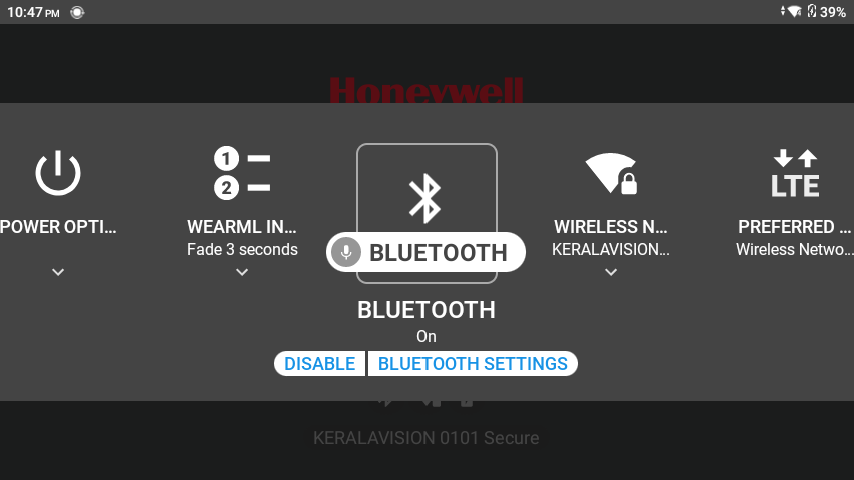 10:47 PM
39%
Honeywell
POWER OPTI...
1
2
WEARML IN...
Fade 3 seconds
BLUETOOTH
WIRELESS N...
KERALAVISION...
LTE
PREFERRED ...
Wireless Netwo...
BLUETOOTH
On
DISABLE
BLUETOOTH SETTINGS
KERALAVISION 0101 Secure